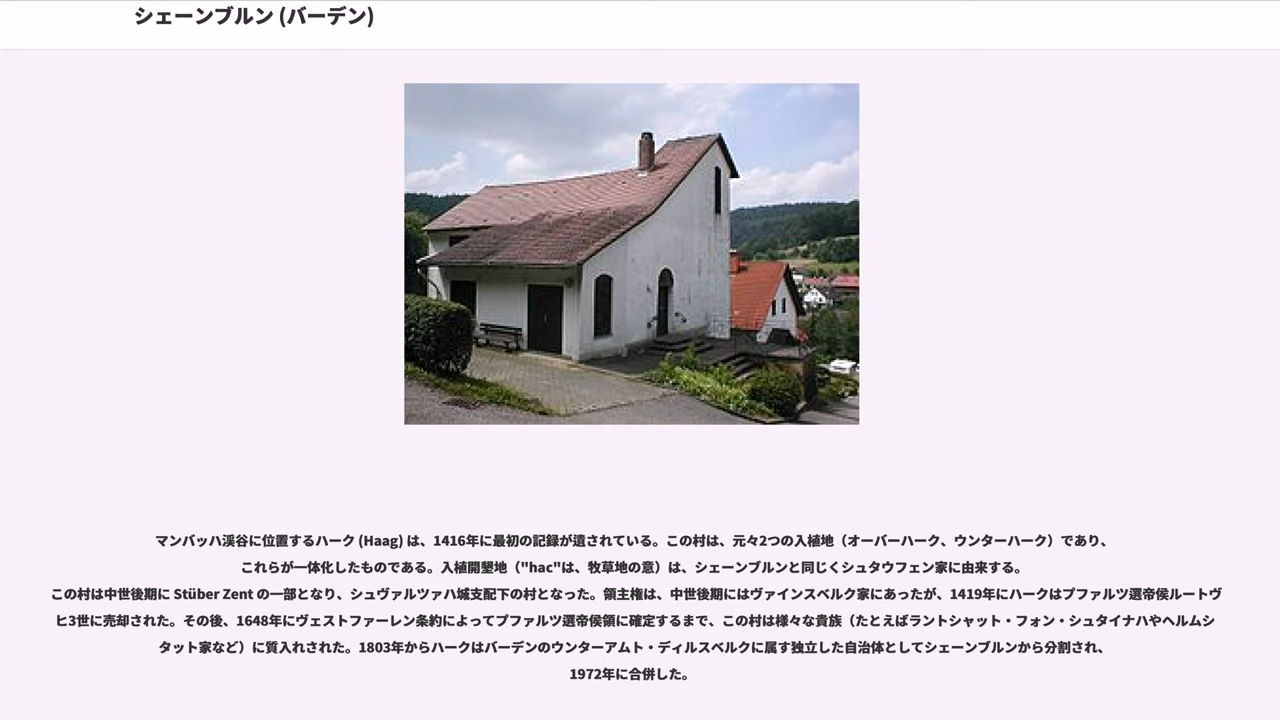 シェーンブルン (バーデン)
マンバッハ渓谷に位置するハーク (Haag) は、1416年に最初の記録が遺されている。この村は、元々2つの入植地（オーバーハーク、ウンターハーク）であり、
これらが一体化したものである。入植開墾地（"hac"は、牧草地の意）は、シェーンブルンと同じくシュタウフェン家に由来する。
この村は中世後期に Stüber Zent の一部となり、シュヴァルツァハ城支配下の村となった。領主権は、中世後期にはヴァインスベルク家にあったが、1419年にハークはプファルツ選帝侯ルートヴ
ヒ3世に売却された。その後、1648年にヴェストファーレン条約によってプファルツ選帝侯領に確定するまで、この村は様々な貴族（たとえばラントシャット・フォン・シュタイナハやヘルムシ
タット家など）に質入れされた。1803年からハークはバーデンのウンターアムト・ディルスベルクに属す独立した自治体としてシェーンブルンから分割され、
1972年に合併した。